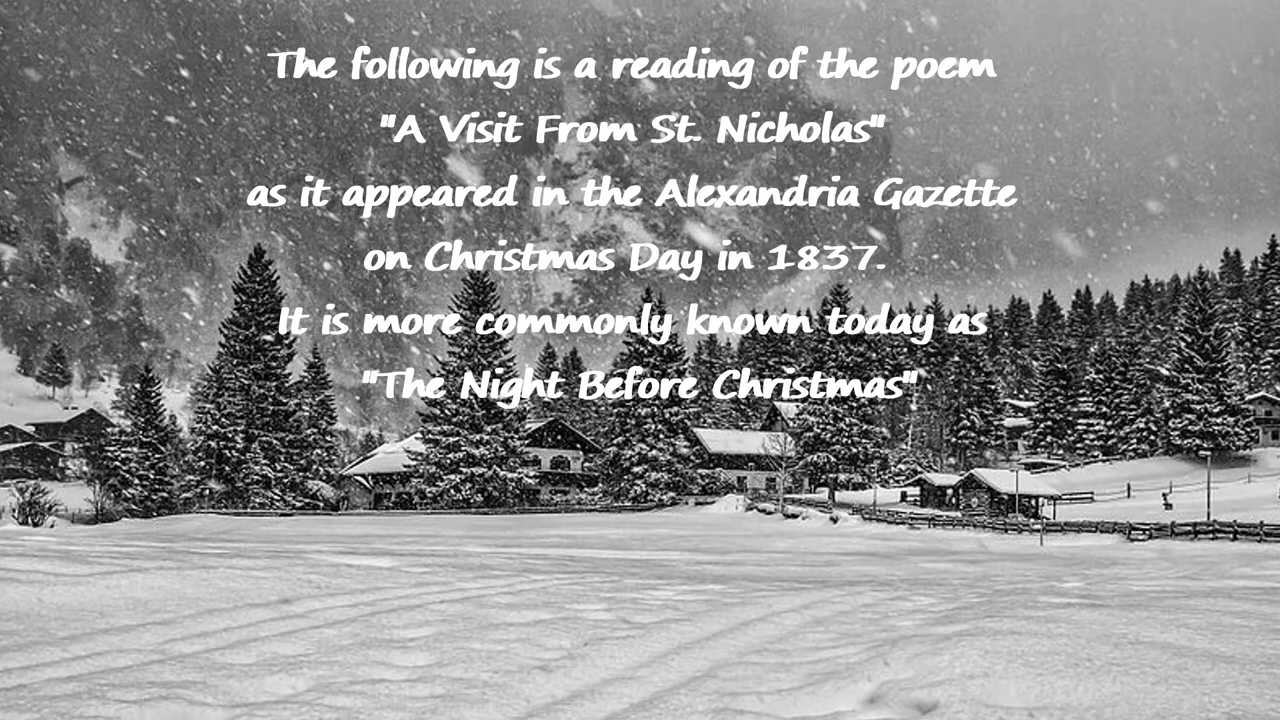 The following is a reading of the poem
"A Visit From St. Nicholas"
as it appeared in the Alexandria Gazette
on Christmas Day in 1837.
It is more commonly known today as
"The Night Before Christmas"